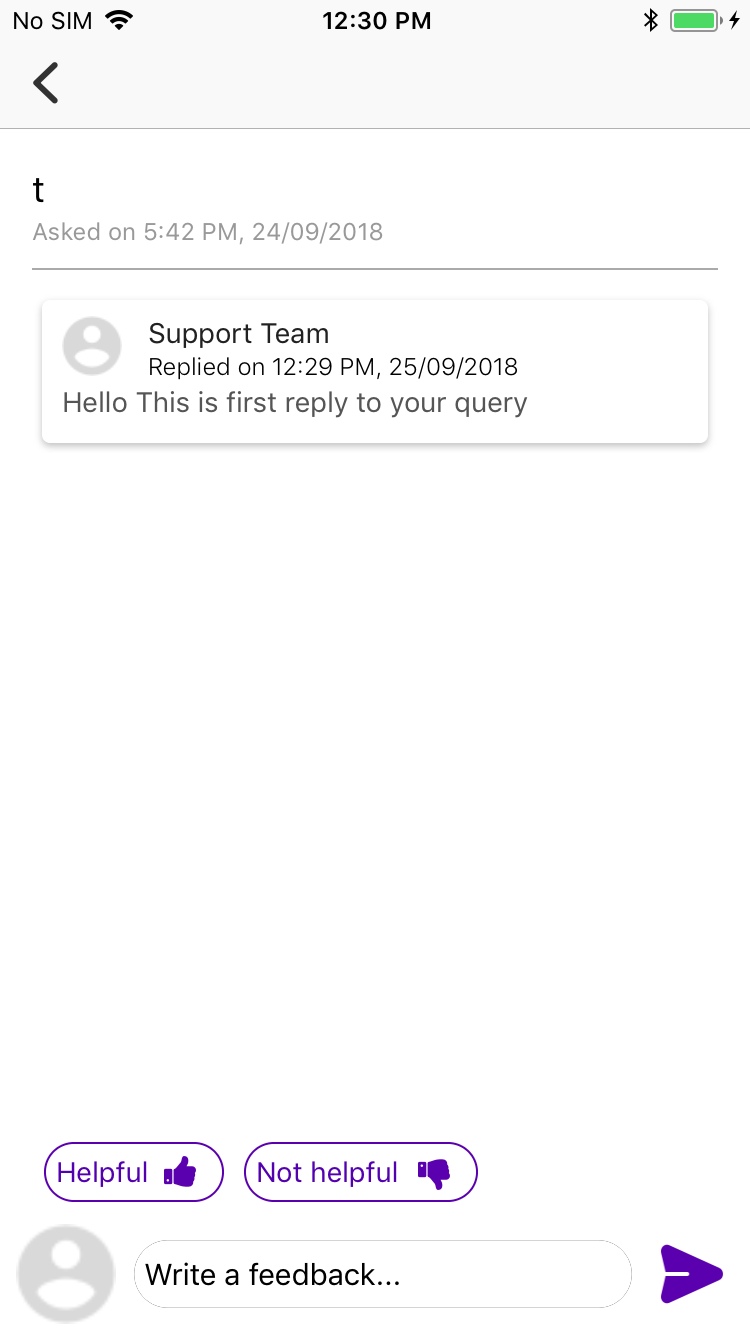 No SIM 12:30 PM
t
Asked on 5:42 PM, 24/09/2018
Support Team
Replied on 12:29 PM, 25/09/2018
Hello This is first reply to your query
Helpful Not helpful
Write a feedback...